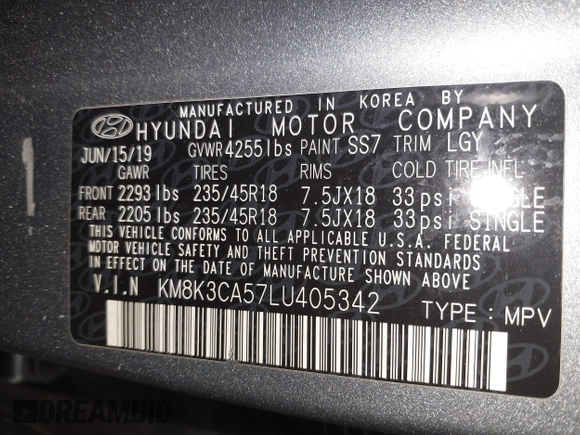 MANUFACTURED IN KOREA BY
HYUNDAI MOTOR COMPANY
JUN/15/19 GVWR 4255lbs PAINT SS7 TRIM LGY
GAWR TIRES RIMS COLD TIRE INFL
FRONT 2293 lbs 235/45R18 7.5JX18 33 psi
REAR 2205 lbs 235/45R18 7.5JX18 33 psi SINGLE
THIS VEHICLE CONFORMS TO ALL APPLICABLE U.S.A. FEDERAL
MOTOR VEHICLE SAFETY AND THEFT PREVENTION STANDARDS
IN EFFECT ON THE DATE OF MANUFACTURE SHOWN ABOVE.
V.I.N KM8K3CA57LU405342 TYPE : MPV
DREAMBID